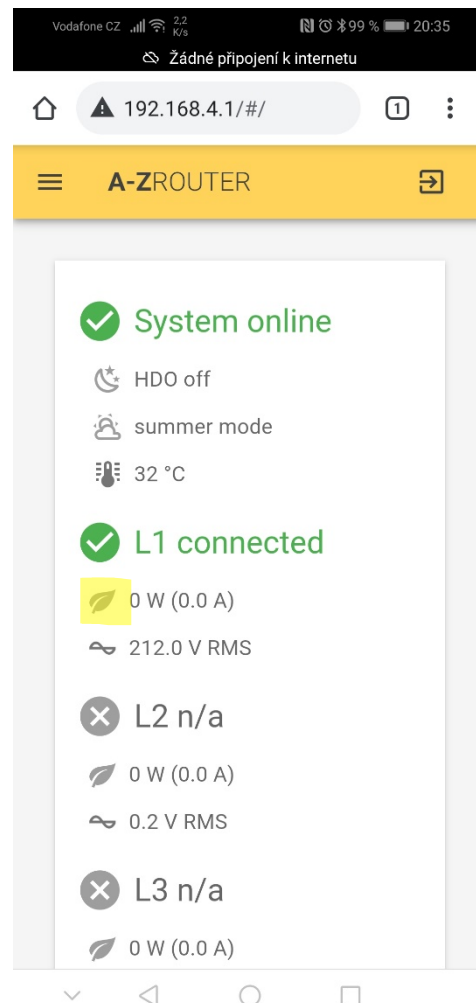 Vodafone CZ 2,2 K/s 99 % 20:35
Žádné připojení k internetu
192.168.4.1/#/ 1
A-ZROUTER
System online
HDO off
summer mode
32 °C
L1 connected
0 W (0.0 A)
212.0 V RMS
L2 n/a
0 W (0.0 A)
0.2 V RMS
L3 n/a
0 W (0.0 A)